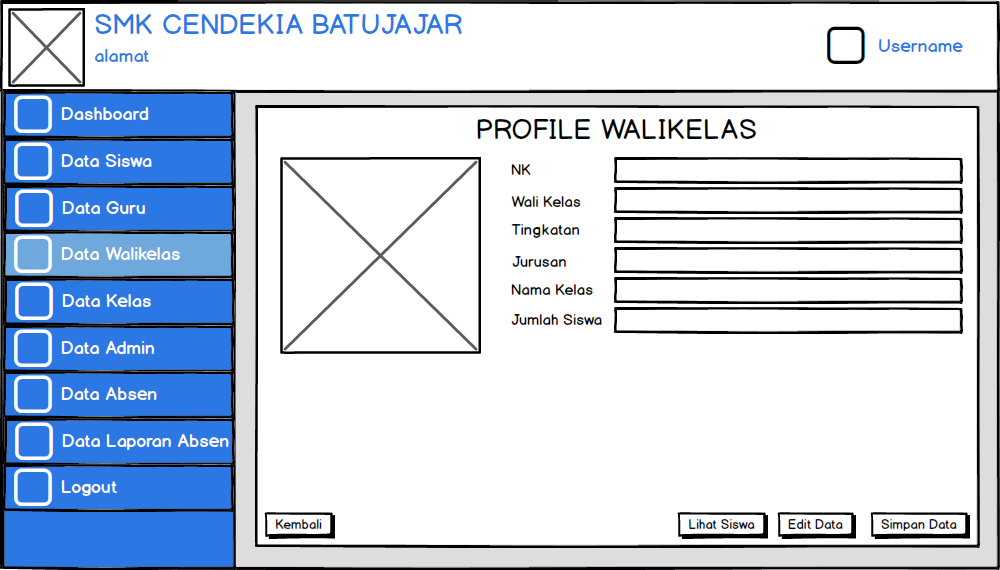 SMK CENDEKIA BATUJAJAR
alamat
Username
Dashboard
Data Siswa
Data Guru
Data Walikelas
Data Kelas
Data Admin
Data Absen
Data Laporan Absen
Logout
PROFILE WALIKELAS
NK
Wali Kelas
Tingkatan
Jurusan
Nama Kelas
Jumlah Siswa
Kembali
Lihat Siswa
Edit Data
Simpan Data